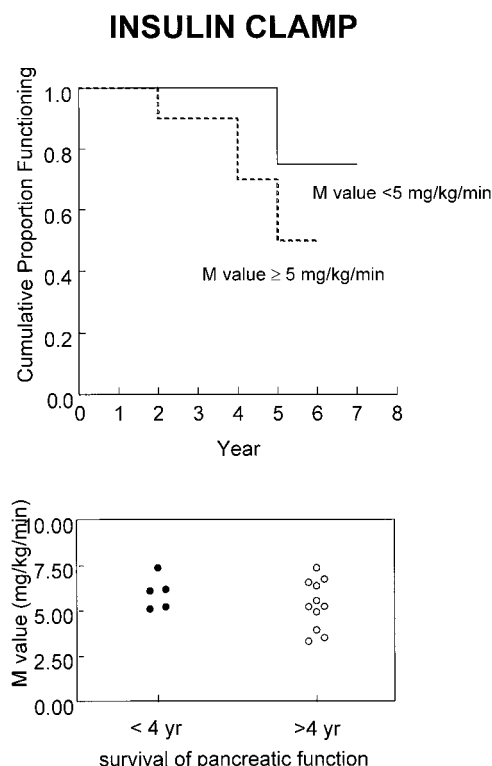 INSULIN CLAMP
Cumulative Proportion Functioning
1.0
0.8
0.6
0.4
0.2
0.0
0 1 2 3 4 5 6 7 8
Year
M value <5 mg/kg/min
M value ≥ 5 mg/kg/min
M value (mg/kg/min)
10.00
7.50
5.00
2.50
0.00
< 4 yr >4 yr
survival of pancreatic function